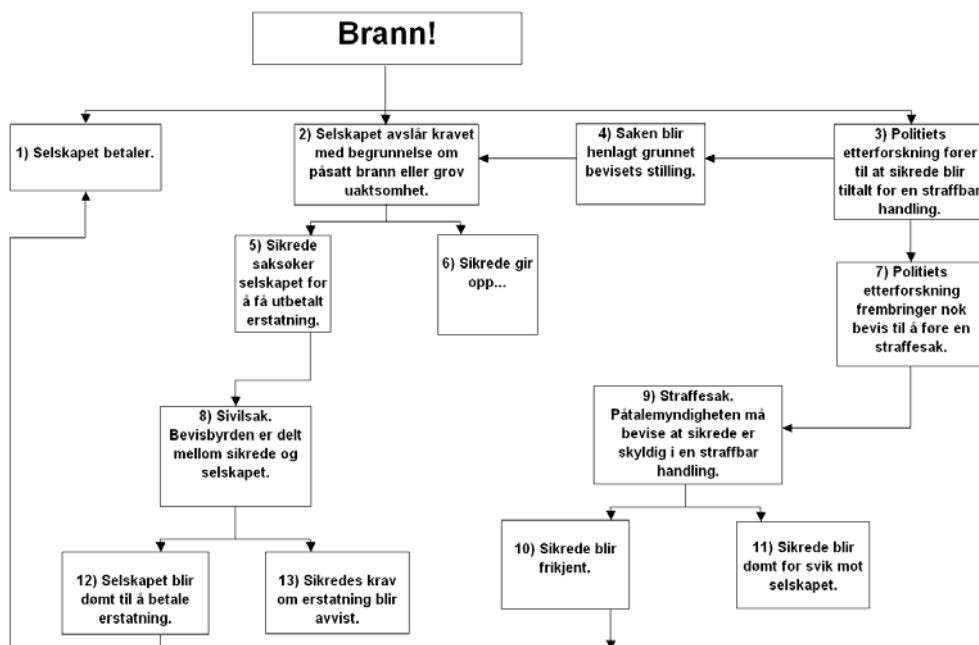 Brann!
1) Selskapet betaler.
2) Selskapet avslår kravet
med begrunnelse om
påsatt brann eller grov
uaktsomhet.
4) Saken blir
henlagt grunnet
bevisets stilling.
3) Politiets
etterforskning fører
til at sikrede blir
tiltalt for en straffbar
handling.
5) Sikrede
saksøker
selskapet for
å få utbetalt
erstatning.
6) Sikrede gir
opp...
7) Politiets
etterforskning
frembringer nok
bevis til å føre en
straffesak.
8) Sivilsak.
Bevisbyrden er delt
mellom sikrede og
selskapet.
9) Straffesak.
Påtalemyndigheten må
bevise at sikrede er
skyldig i en straffbar
handling.
10) Sikrede blir
frikjent.
11) Sikrede blir
dømt for svik mot
selskapet.
12) Selskapet blir
dømt til å betale
erstatning.
13) Sikredes krav
om erstatning blir
avvist.